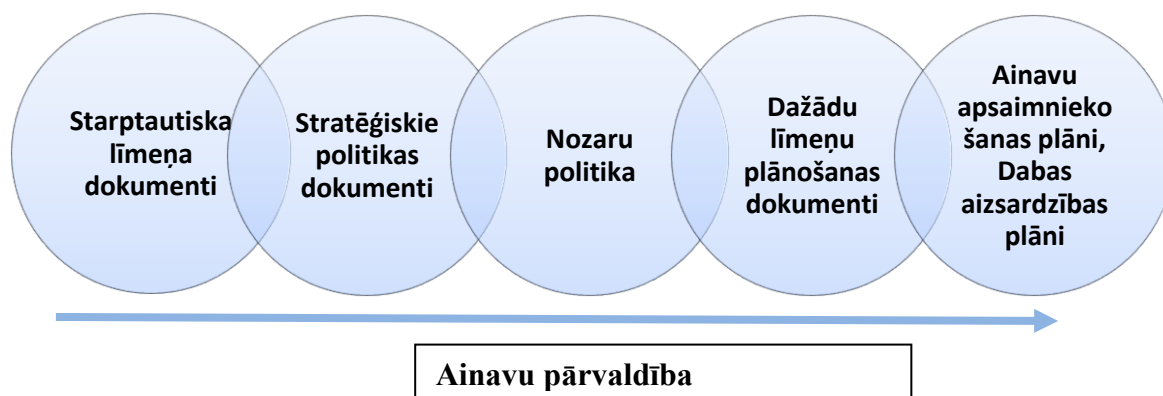 Starptautiska
līmeņa
dokumenti
Stratēģiskie
politikas
dokumenti
Nozaru
politika
Dažādu
līmeņu
plānošanas
dokumenti
Ainavu
apsaimnieko
šanas plāni,
Dabas
aizsardzības
plāni
Ainavu pārvaldība